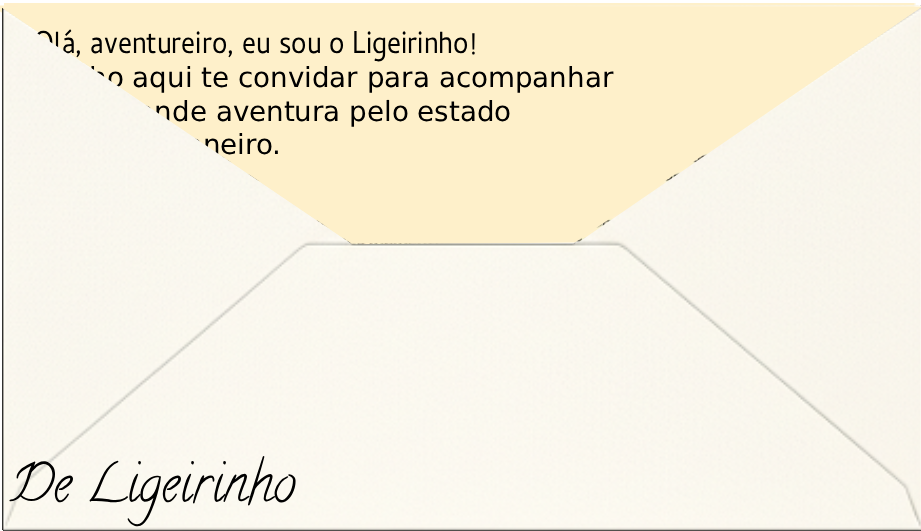 Olá, aventureiro, eu sou o Ligeirinho!
aqui te convidar para acompanhar
aventura pelo estado
De Ligeirinho